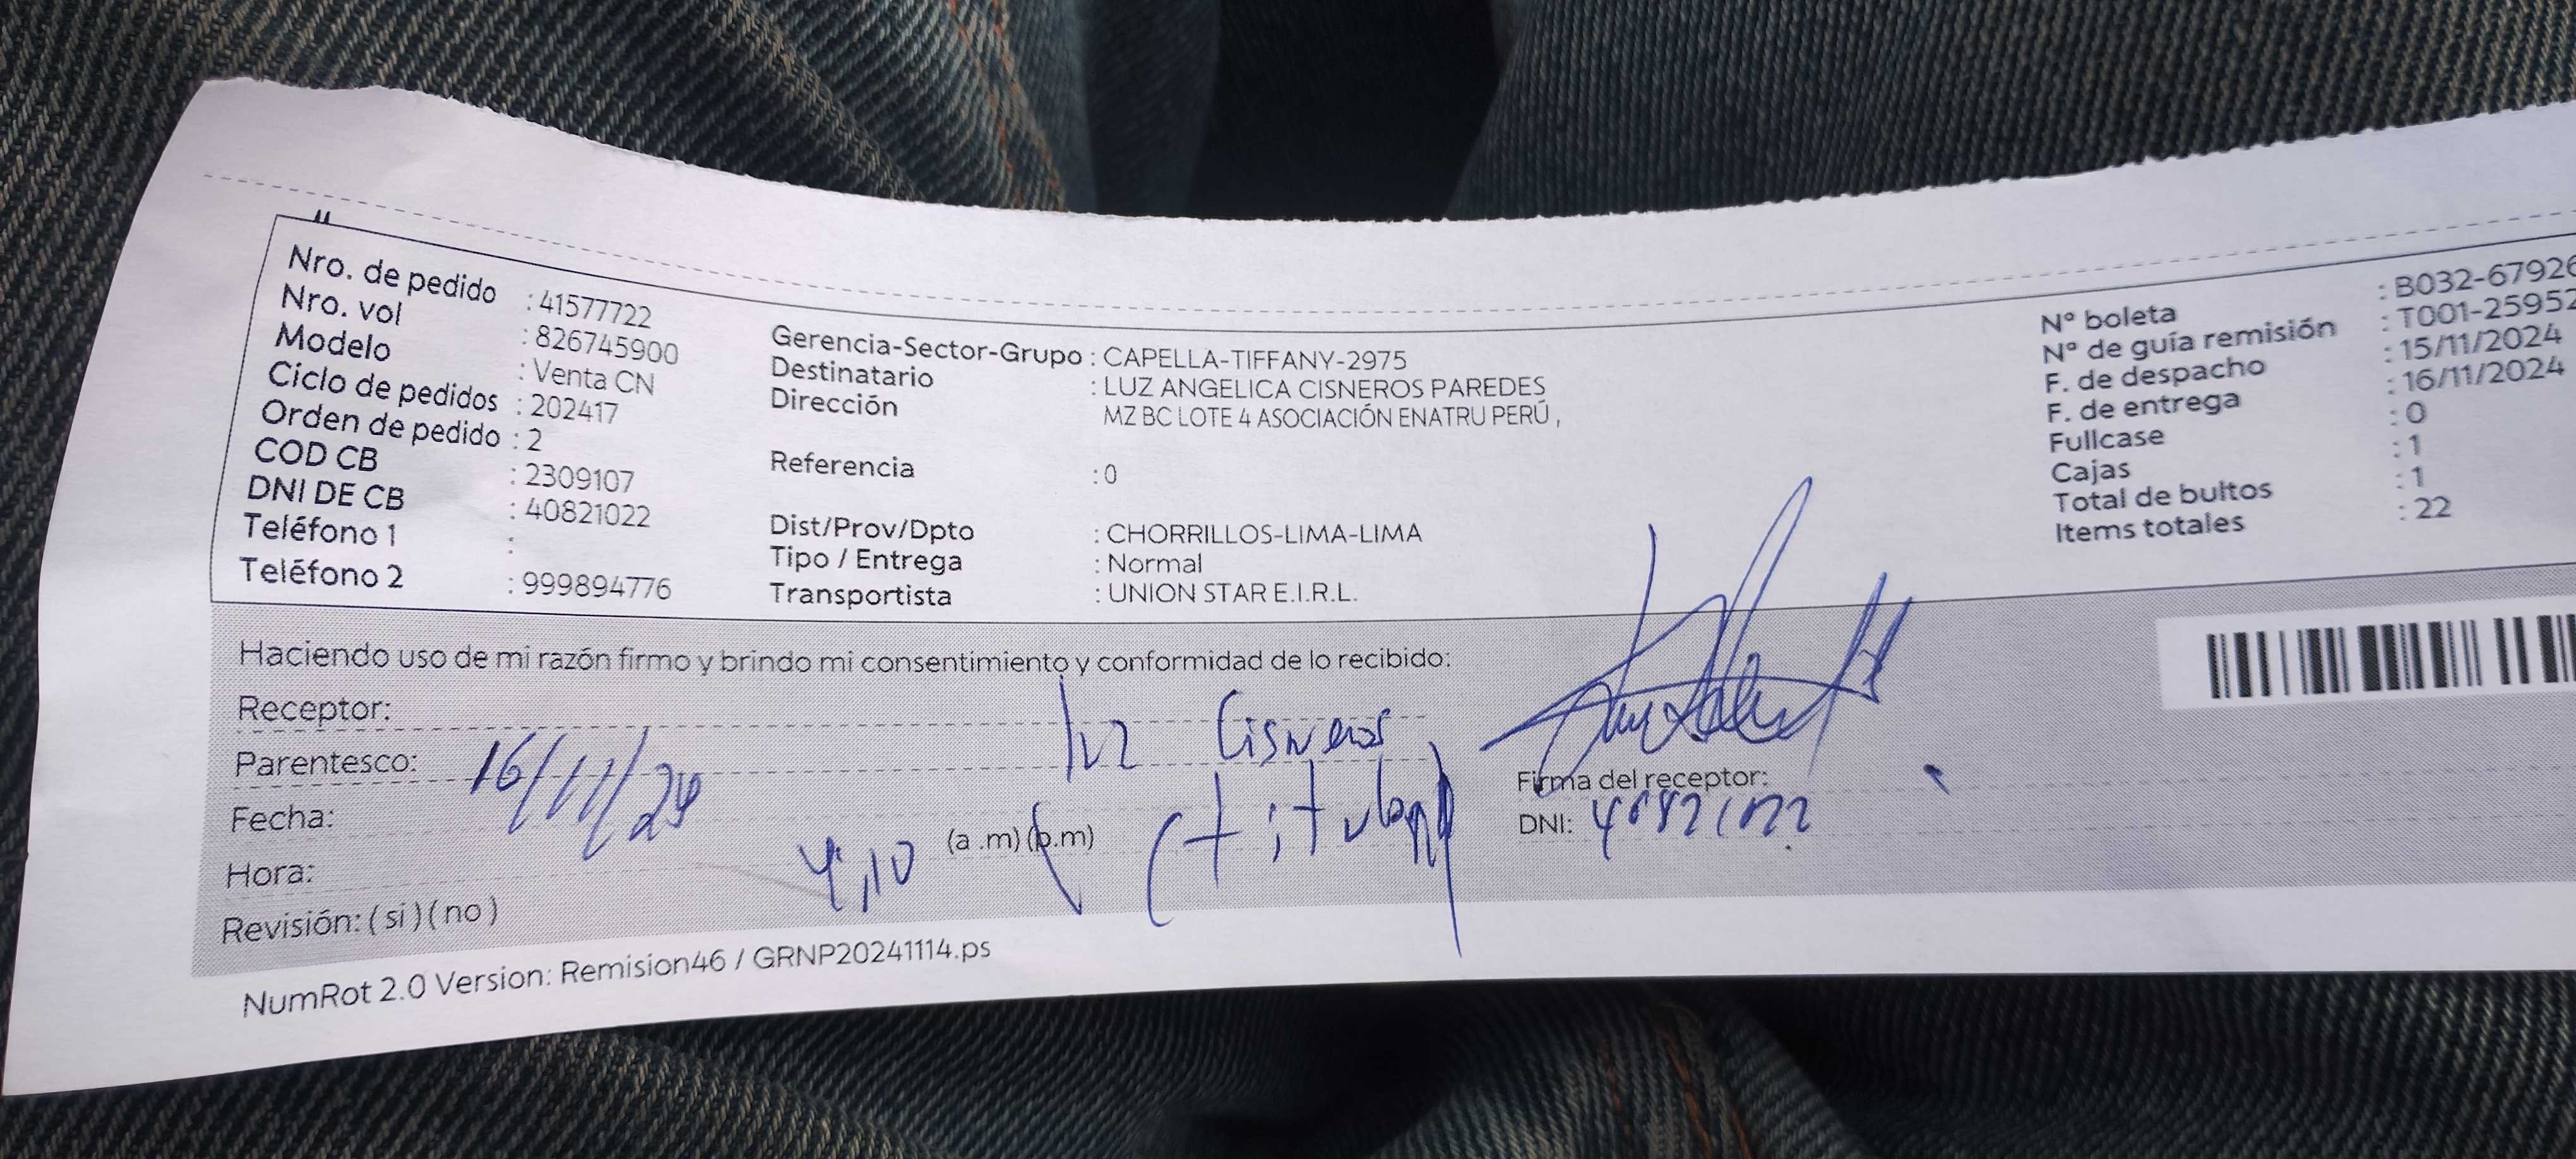 Nro. de pedido : 41577722
Nro. vol : 826745900
Modelo : Venta CN
Ciclo de pedidos : 202417
Orden de pedido : 2
COD CB : 2309107
DNI DE CB : 40821022
Teléfono 1 :
Teléfono 2 : 999894776
Gerencia-Sector-Grupo : CAPELLA-TIFFANY-2975
Destinatario : LUZ ANGELICA CISNEROS PAREDES
Dirección MZ BC LOTE 4 ASOCIACIÓN ENATRU PERÚ ,
Referencia : 0
Dist/Prov/Dpto : CHORRILLOS-LIMA-LIMA
Tipo / Entrega : Normal
Transportista : UNION STAR E.I.R.L.
N° boleta : B032-67926
N° de guía remisión : T001-25952
F. de despacho : 15/11/2024
F. de entrega : 16/11/2024
Fullcase : 0
Cajas : 1
Total de bultos : 1
Items totales : 22
Haciendo uso de mi razón firmo y brindo mi consentimiento y conformidad de lo recibido:
Receptor: luz Cisneros
Parentesco: (titular)
Fecha: 16/11/24
Hora: 4:10 (a .m) (p.m)
Revisión: ( si ) ( no )
Firma del receptor:
DNI: 40821022
NumRot 2.0 Version: Remision46 / GRNP20241114.ps